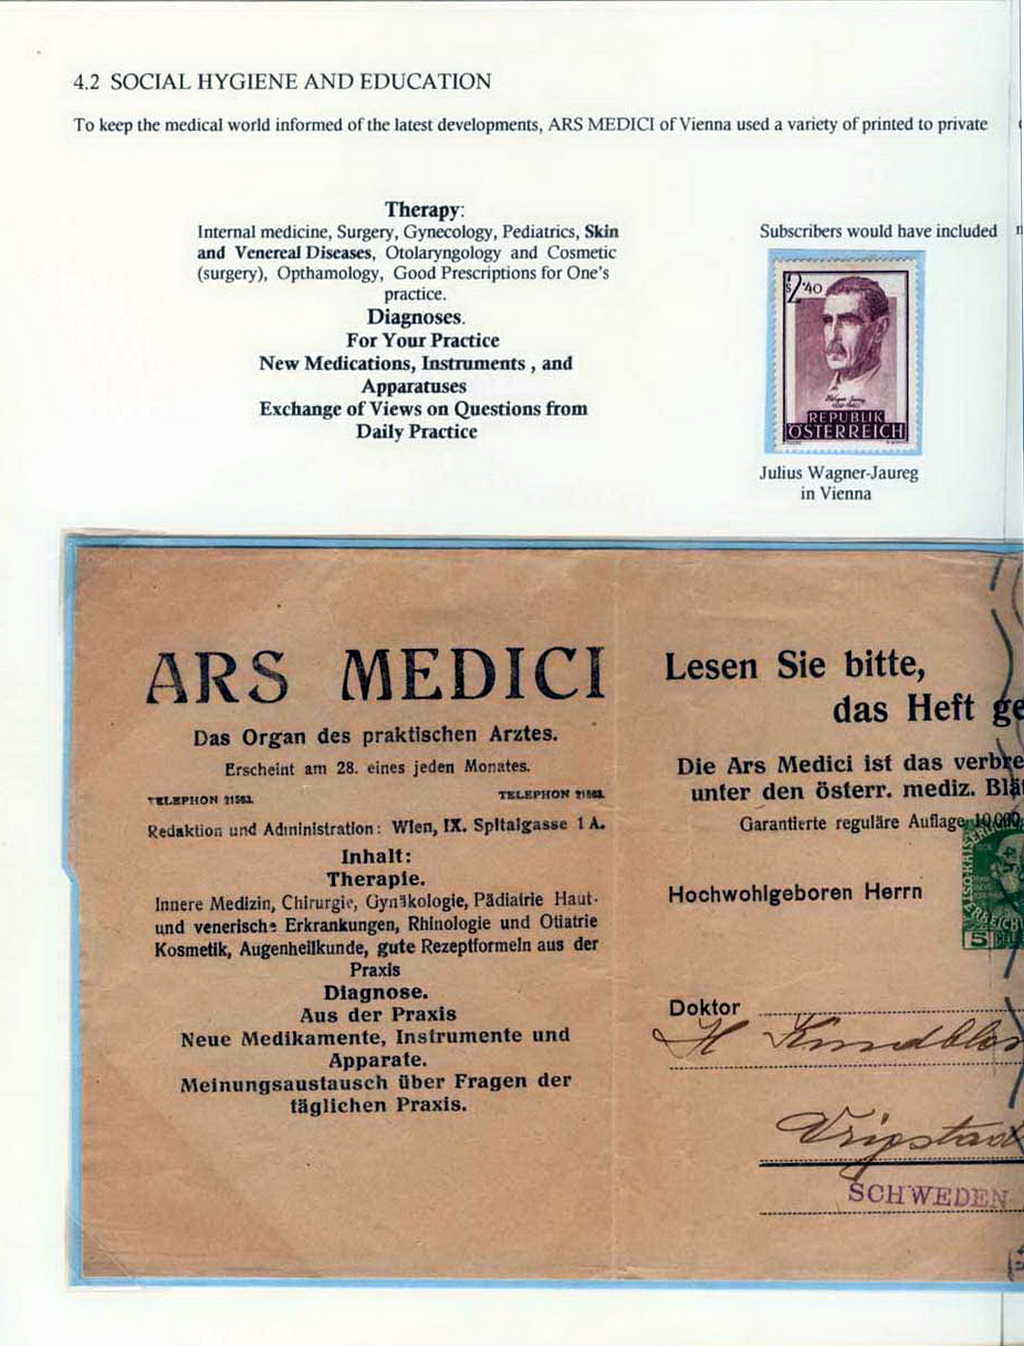 4.2 SOCIAL HYGIENE AND EDUCATION
To keep the medical world informed of the latest developments, ARS MEDICI of Vienna used a variety of printed to private
Therapy:
Internal medicine, Surgery, Gynecology, Pediatrics, Skin
and Venereal Diseases, Otolaryngology and Cosmetic
(surgery), Opthamology, Good Prescriptions for One's
practice.
Diagnoses.
For Your Practice
New Medications, Instruments , and
Apparatuses
Exchange of Views on Questions from
Daily Practice
Subscribers would have included
S 2.40
REPUBLIK
ÖSTERREICH
Julius Wagner-Jaureg
in Vienna
ARS MEDICI
Das Organ des praktischen Arztes.
Erscheint am 28. eines jeden Monates.
TELEPHON TELEPHON
Redaktion und Administration: Wien, IX. Spitalgasse 1 A.
Inhalt:
Therapie.
Innere Medizin, Chirurgie, Gynäkologie, Pädiatrie Haut-
und venerische Erkrankungen, Rhinologie und Otiatrie
Kosmetik, Augenheilkunde, gute Rezeptformeln aus der
Praxis
Diagnose.
Aus der Praxis
Neue Medikamente, Instrumente und
Apparate.
Meinungsaustausch über Fragen der
täglichen Praxis.
Lesen Sie bitte,
das Heft ge
Die Ars Medici ist das verbre
unter den österr. mediz. Blät
Garantierte reguläre Auflage 10.000
Hochwohlgeboren Herrn
5
Doktor
H
SCHWEDEN